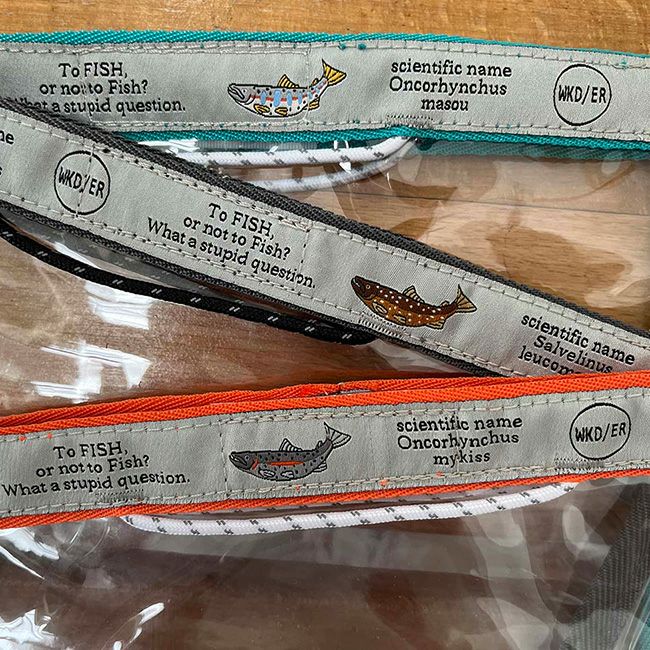 To FISH,
or not to Fish?
What a stupid question.
scientific name
Oncorhynchus
masou
WKD/ER
WKD/ER
To FISH,
or not to Fish?
What a stupid question.
scientific name
Salvelinus
To FISH,
or not to Fish?
What a stupid question.
scientific name
Oncorhynchus
mykiss
WKD/ER